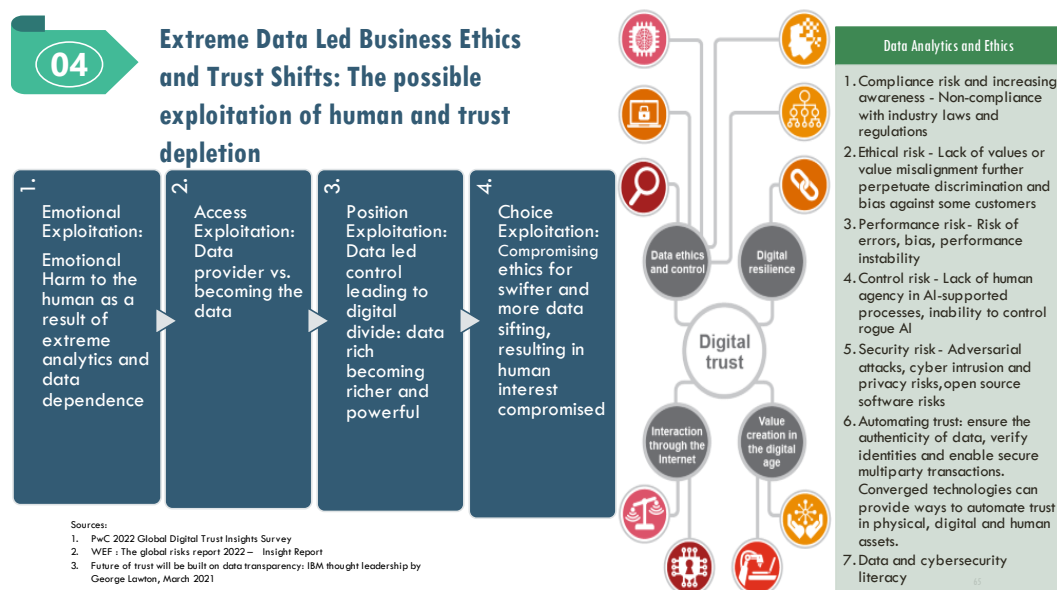 04
Extreme Data Led Business Ethics
and Trust Shifts: The possible
exploitation of human and trust
depletion
1.
Emotional
Exploitation:
Emotional
Harm to the
human as a
result of
extreme
analytics and
data
dependence
2.
Access
Exploitation:
Data
provider vs.
becoming the
data
3.
Position
Exploitation:
Data led
control
leading to
digital
divide: data
rich
becoming
richer and
powerful
4.
Choice
Exploitation:
Compromising
ethics for
swifter and
more data
sifting,
resulting in
human
interest
compromised
Sources:
1. PwC 2022 Global Digital Trust Insights Survey
2. WEF : The global risks report 2022 – Insight Report
3. Future of trust will be built on data transparency: IBM thought leadership by
George Lawton, March 2021
Data ethics
and control
Digital
resilience
Digital
trust
Interaction
through the
Internet
Value
creation in
the digital
age
Data Analytics and Ethics
1. Compliance risk and increasing
awareness - Non-compliance
with industry laws and
regulations
2. Ethical risk - Lack of values or
value misalignment further
perpetuate discrimination and
bias against some customers
3. Performance risk - Risk of
errors, bias, performance
instability
4. Control risk - Lack of human
agency in AI-supported
processes, inability to control
rogue AI
5. Security risk - Adversarial
attacks, cyber intrusion and
privacy risks, open source
software risks
6. Automating trust: ensure the
authenticity of data, verify
identities and enable secure
multiparty transactions.
Converged technologies can
provide ways to automate trust
in physical, digital and human
assets.
7. Data and cybersecurity
literacy